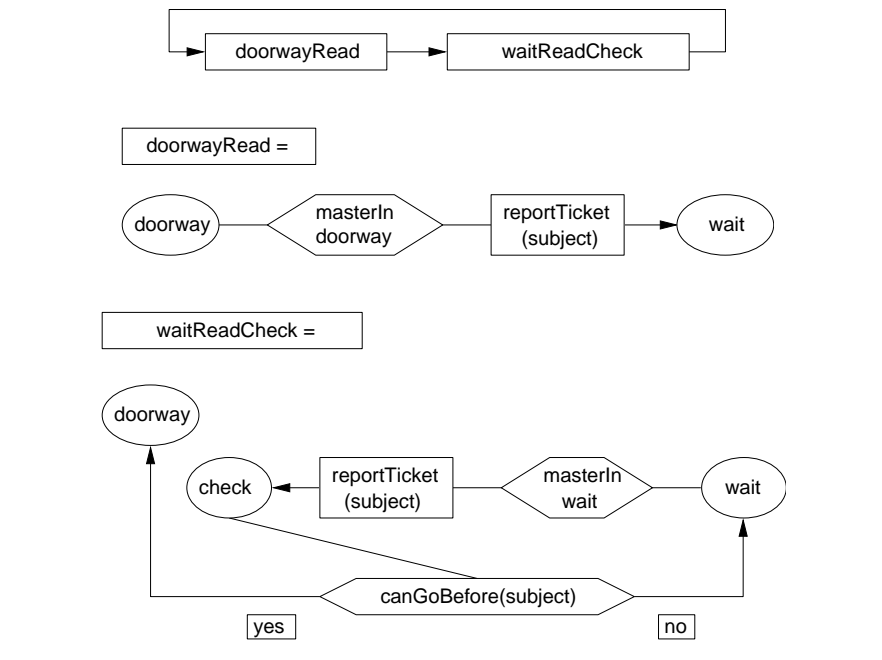 doorwayRead
waitReadCheck
doorwayRead =
doorway
masterIn
doorway
reportTicket
(subject)
wait
waitReadCheck =
doorway
check
reportTicket
(subject)
masterIn
wait
wait
canGoBefore(subject)
yes
no